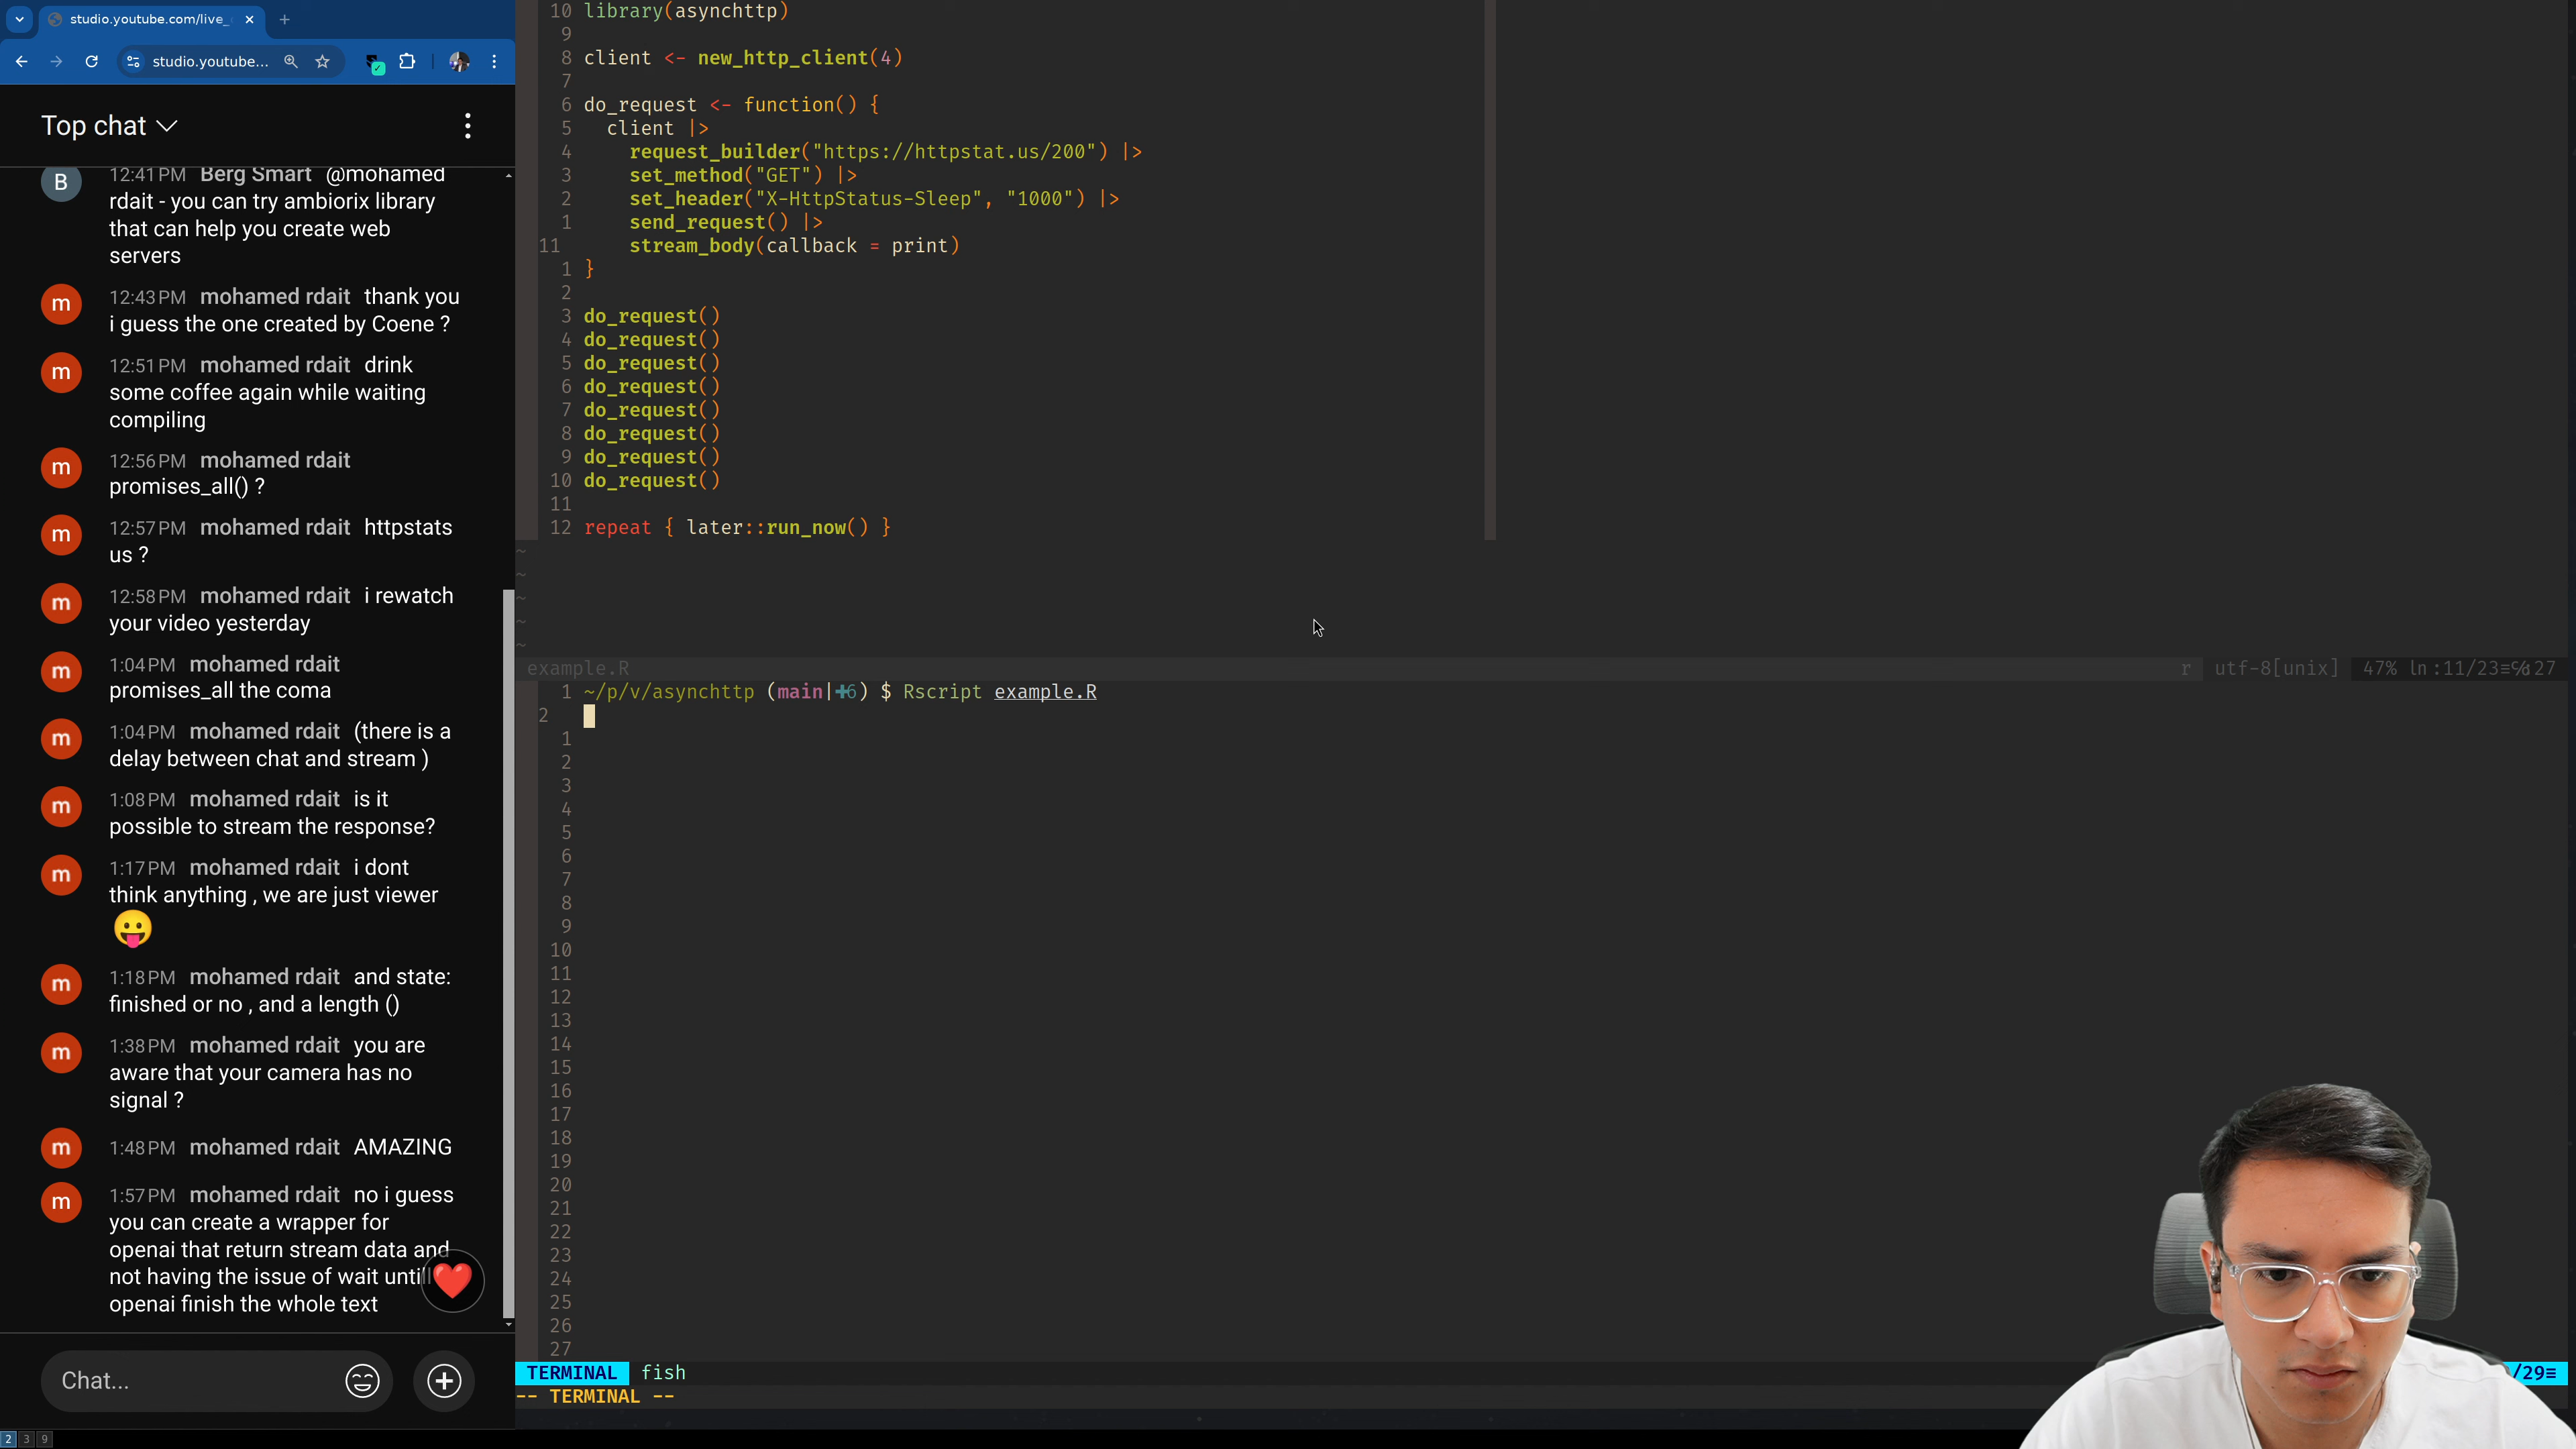 studio.youtube.com/live_
studio.youtube...
Top chat
B
12:41 PM Berg Smart @mohamed
rdait - you can try ambiorix library
that can help you create web
servers
m
12:43 PM mohamed rdait thank you
i guess the one created by Coene ?
m
12:51 PM mohamed rdait drink
some coffee again while waiting
compiling
m
12:56 PM mohamed rdait
promises_all() ?
m
12:57 PM mohamed rdait httpstats
us ?
m
12:58 PM mohamed rdait i rewatch
your video yesterday
m
1:04 PM mohamed rdait
promises_all the coma
m
1:04 PM mohamed rdait (there is a
delay between chat and stream )
m
1:08 PM mohamed rdait is it
possible to stream the response?
m
1:17 PM mohamed rdait i dont
think anything , we are just viewer
😛
m
1:18 PM mohamed rdait and state:
finished or no , and a length ()
m
1:38 PM mohamed rdait you are
aware that your camera has no
signal ?
m
1:48 PM mohamed rdait AMAZING
m
1:57 PM mohamed rdait no i guess
you can create a wrapper for
openai that return stream data and
not having the issue of wait untill
openai finish the whole text
Chat...
2 3 9
10 library(asynchttp)
9
8 client <- new_http_client(4)
7
6 do_request <- function() {
5 client |>
4 request_builder("https://httpstat.us/200") |>
3 set_method("GET") |>
2 set_header("X-HttpStatus-Sleep", "1000") |>
1 send_request() |>
11 stream_body(callback = print)
1 }
2
3 do_request()
4 do_request()
5 do_request()
6 do_request()
7 do_request()
8 do_request()
9 do_request()
10 do_request()
11
12 repeat { later::run_now() }
~
~
~
~
~
example.R r utf-8[unix] 47% ln :11/23
1 ~/p/v/asynchttp (main|✚6) $ Rscript example.R
2
1
2
3
4
5
6
7
8
9
10
11
12
13
14
15
16
17
18
19
20
21
22
23
24
25
26
27
TERMINAL fish /29≡
-- TERMINAL --